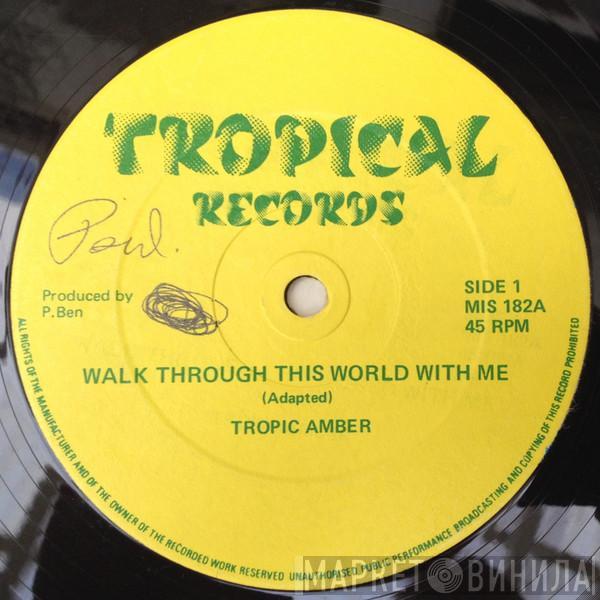 TROPICAL
RECORDS
Paul.
Produced by
P.Ben
SIDE 1
MIS 182A
45 RPM
WALK THROUGH THIS WORLD WITH ME
(Adapted)
TROPIC AMBER
ALL RIGHTS OF THE MANUFACTURER AND OF THE OWNER OF THE RECORDED WORK RESERVED UNAUTHORISED PUBLIC PERFORMANCE BROADCASTING AND COPYING OF THIS RECORD PROHIBITED
МАРКЕТ ВИНИЛА